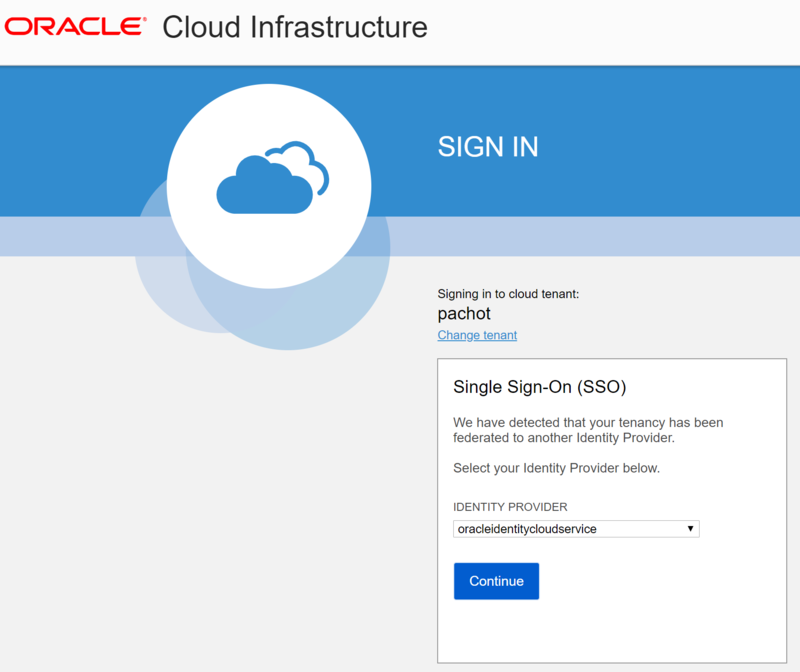 ORACLE® Cloud Infrastructure
SIGN IN
Signing in to cloud tenant:
pachot
Change tenant
Single Sign-On (SSO)
We have detected that your tenancy has been
federated to another Identity Provider.
Select your Identity Provider below.
IDENTITY PROVIDER
oracleidentitycloudservice
Continue